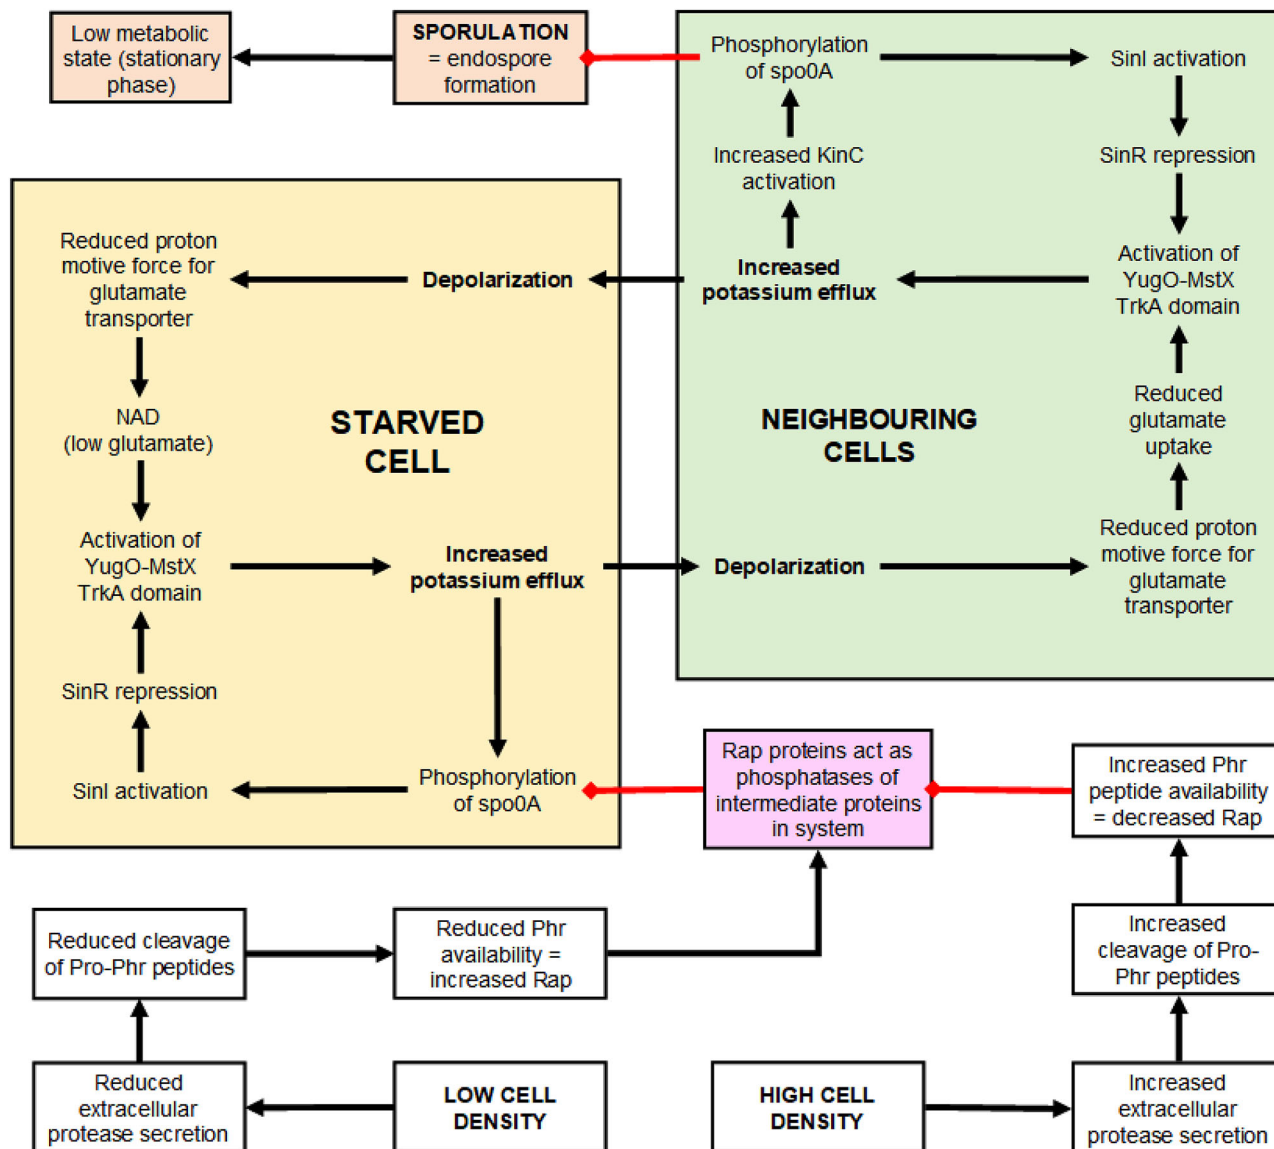 Low metabolic
state (stationary
phase)
SPORULATION
= endospore
formation
Phosphorylation
of spo0A
SinI activation
Increased KinC
activation
SinR repression
Reduced proton
motive force for
glutamate
transporter
Depolarization
Increased
potassium efflux
Activation of
YugO-MstX
TrkA domain
NAD
(low glutamate)
STARVED
CELL
NEIGHBOURING
CELLS
Reduced
glutamate
uptake
Activation of
YugO-MstX
TrkA domain
Increased
potassium efflux
Depolarization
Reduced proton
motive force for
glutamate
transporter
SinR repression
SinI activation
Phosphorylation
of spo0A
Rap proteins act as
phosphatases of
intermediate proteins
in system
Increased Phr
peptide availability
= decreased Rap
Reduced cleavage
of Pro-Phr peptides
Reduced Phr
availability =
increased Rap
Increased
cleavage of Pro-
Phr peptides
Reduced
extracellular
protease secretion
LOW CELL
DENSITY
HIGH CELL
DENSITY
Increased
extracellular
protease secretion